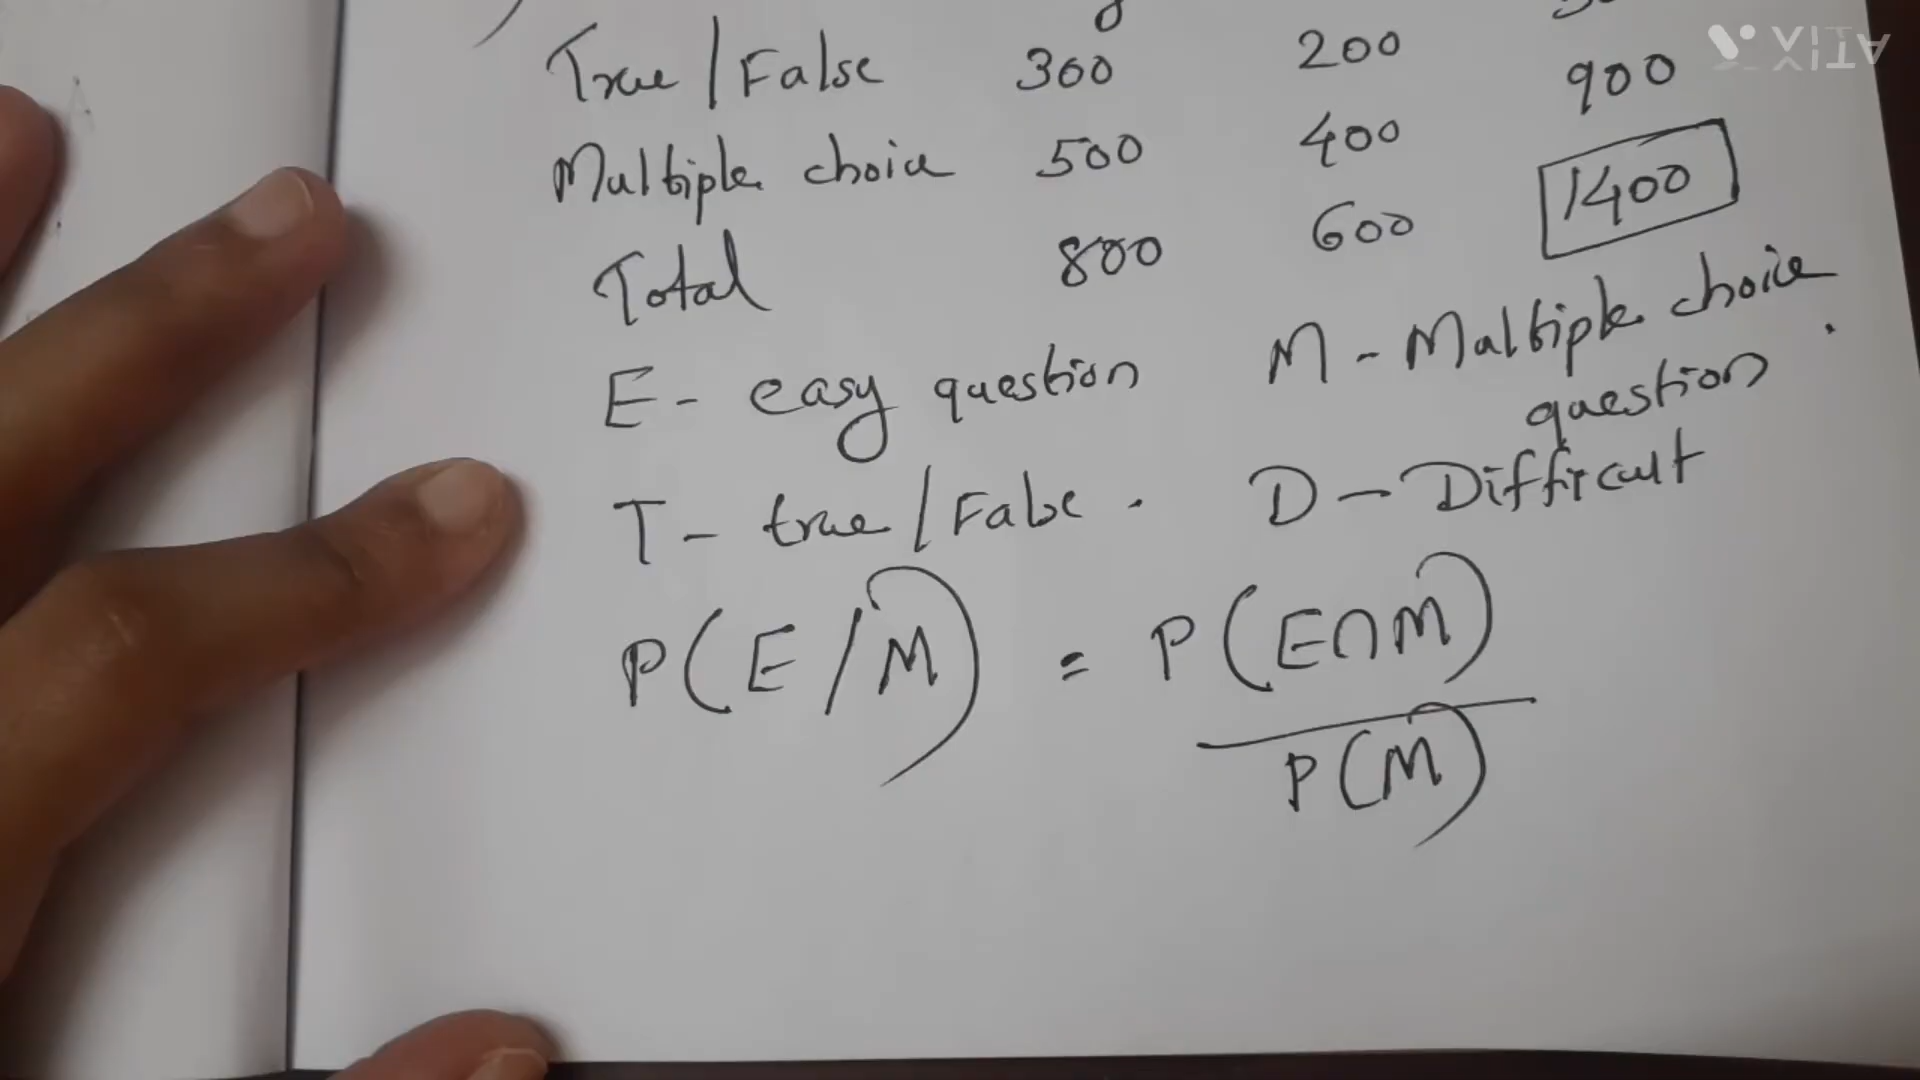 VITA
True/False 300 200
Multiple choice 500 400 900
Total 800 600 1400
E- easy question M - Multiple choice question.
T- true/False. D - Difficult
P(E/M) = P(E∩M)
P(M)